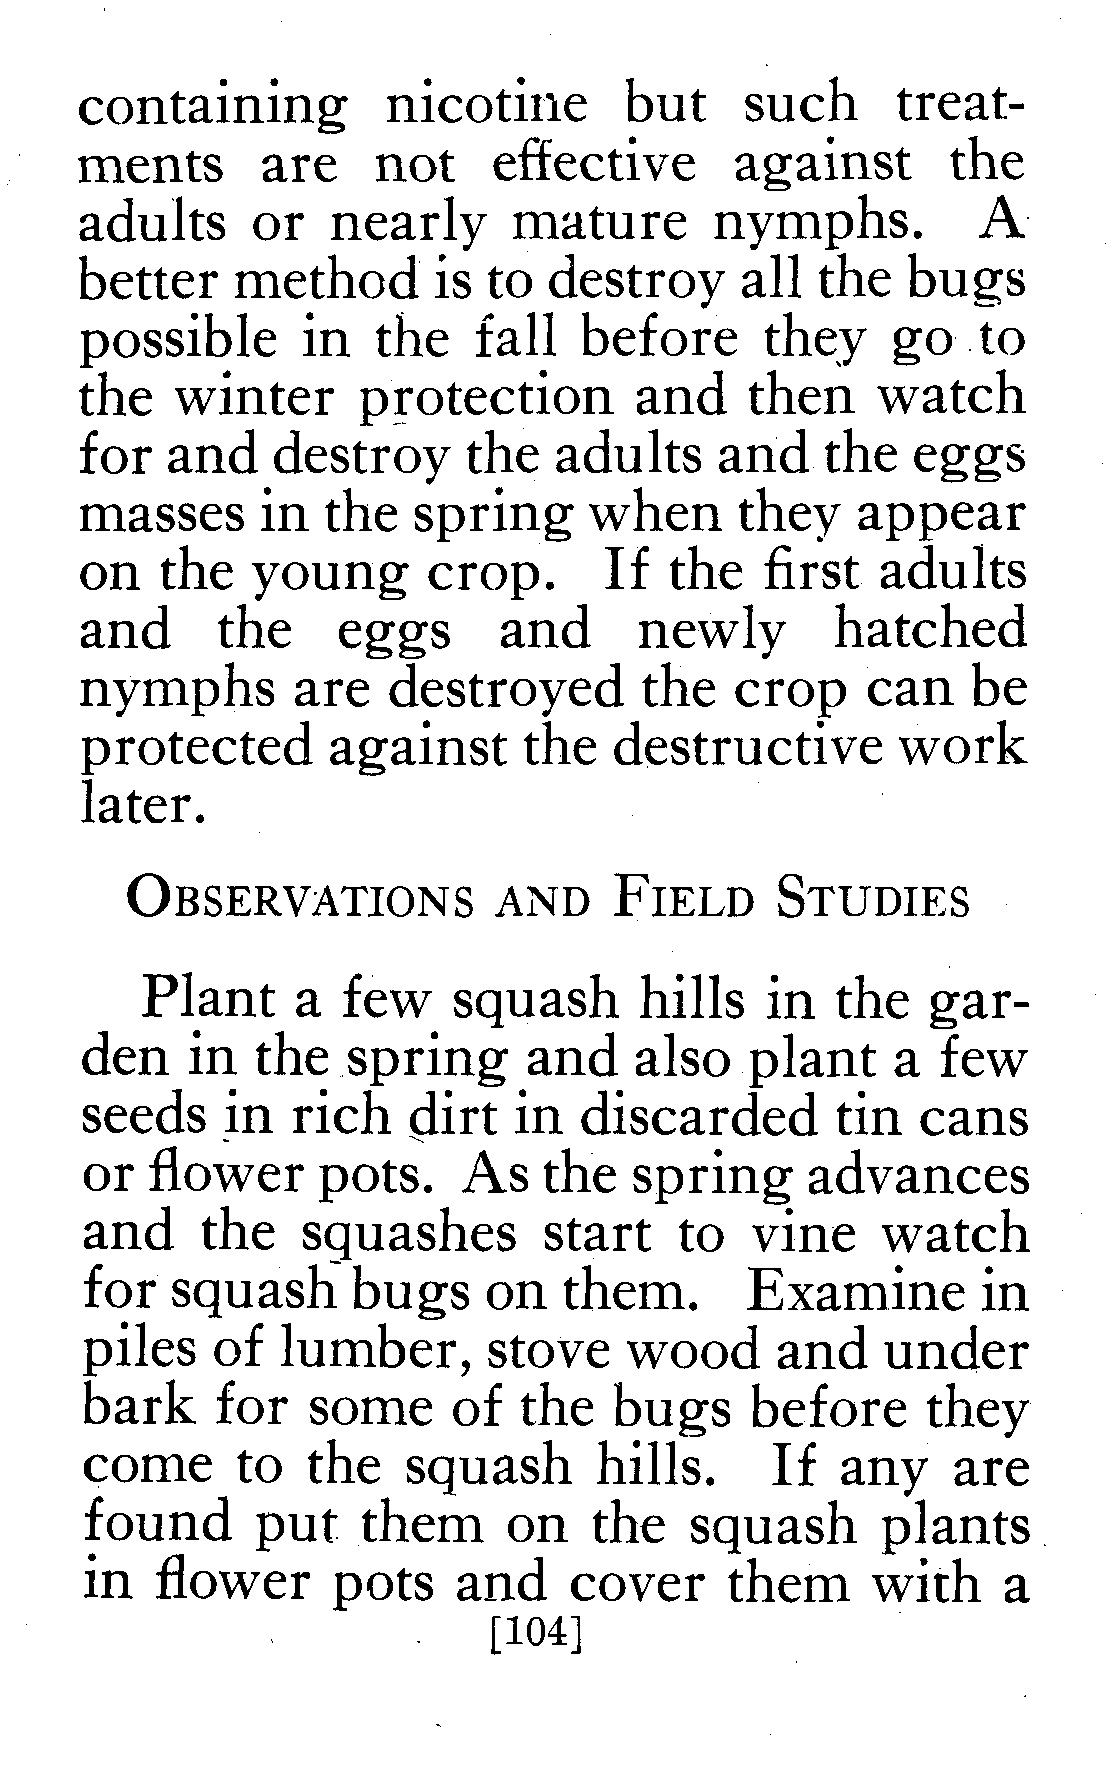 containing nicotine but such treat-
ments are not effective against the
adults or nearly mature nymphs. A
better method is to destroy all the bugs
possible in the fall before they go to
the winter protection and then watch
for and destroy the adults and the eggs
masses in the spring when they appear
on the young crop. If the first adults
and the eggs and newly hatched
nymphs are destroyed the crop can be
protected against the destructive work
later.
OBSERVATIONS AND FIELD STUDIES
Plant a few squash hills in the gar-
den in the spring and also plant a few
seeds in rich dirt in discarded tin cans
or flower pots. As the spring advances
and the squashes start to vine watch
for squash bugs on them. Examine in
piles of lumber, stove wood and under
bark for some of the bugs before they
come to the squash hills. If any are
found put them on the squash plants
in flower pots and cover them with a
[104]